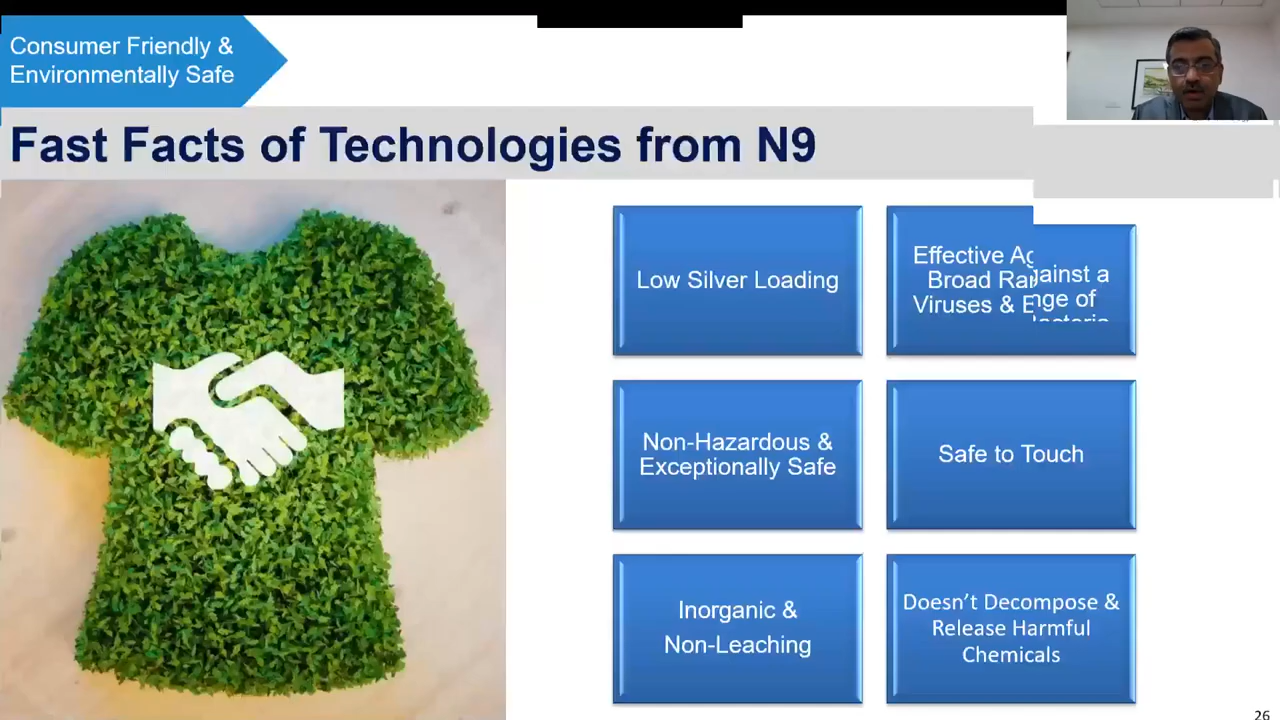 Consumer Friendly &
Environmentally Safe
Fast Facts of Technologies from N9
Low Silver Loading
Effective Against a
Broad Range of
Viruses & Bacteria
Non-Hazardous &
Exceptionally Safe
Safe to Touch
Inorganic &
Non-Leaching
Doesn’t Decompose &
Release Harmful
Chemicals
26